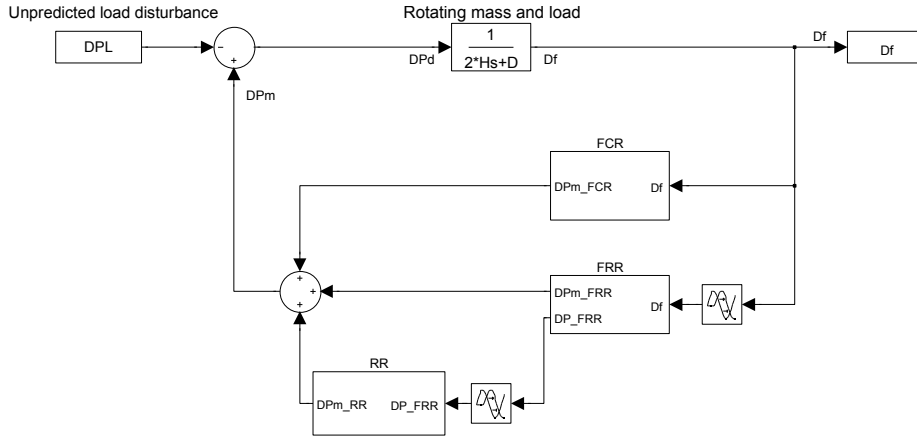 Unpredicted load disturbance
Rotating mass and load
DPL
−
+
DPm
DPd
1
2*Hs+D
Df
Df
Df
FCR
DPm_FCR
Df
FRR
DPm_FRR
DP_FRR
Df
+
+
+
RR
DPm_RR
DP_FRR